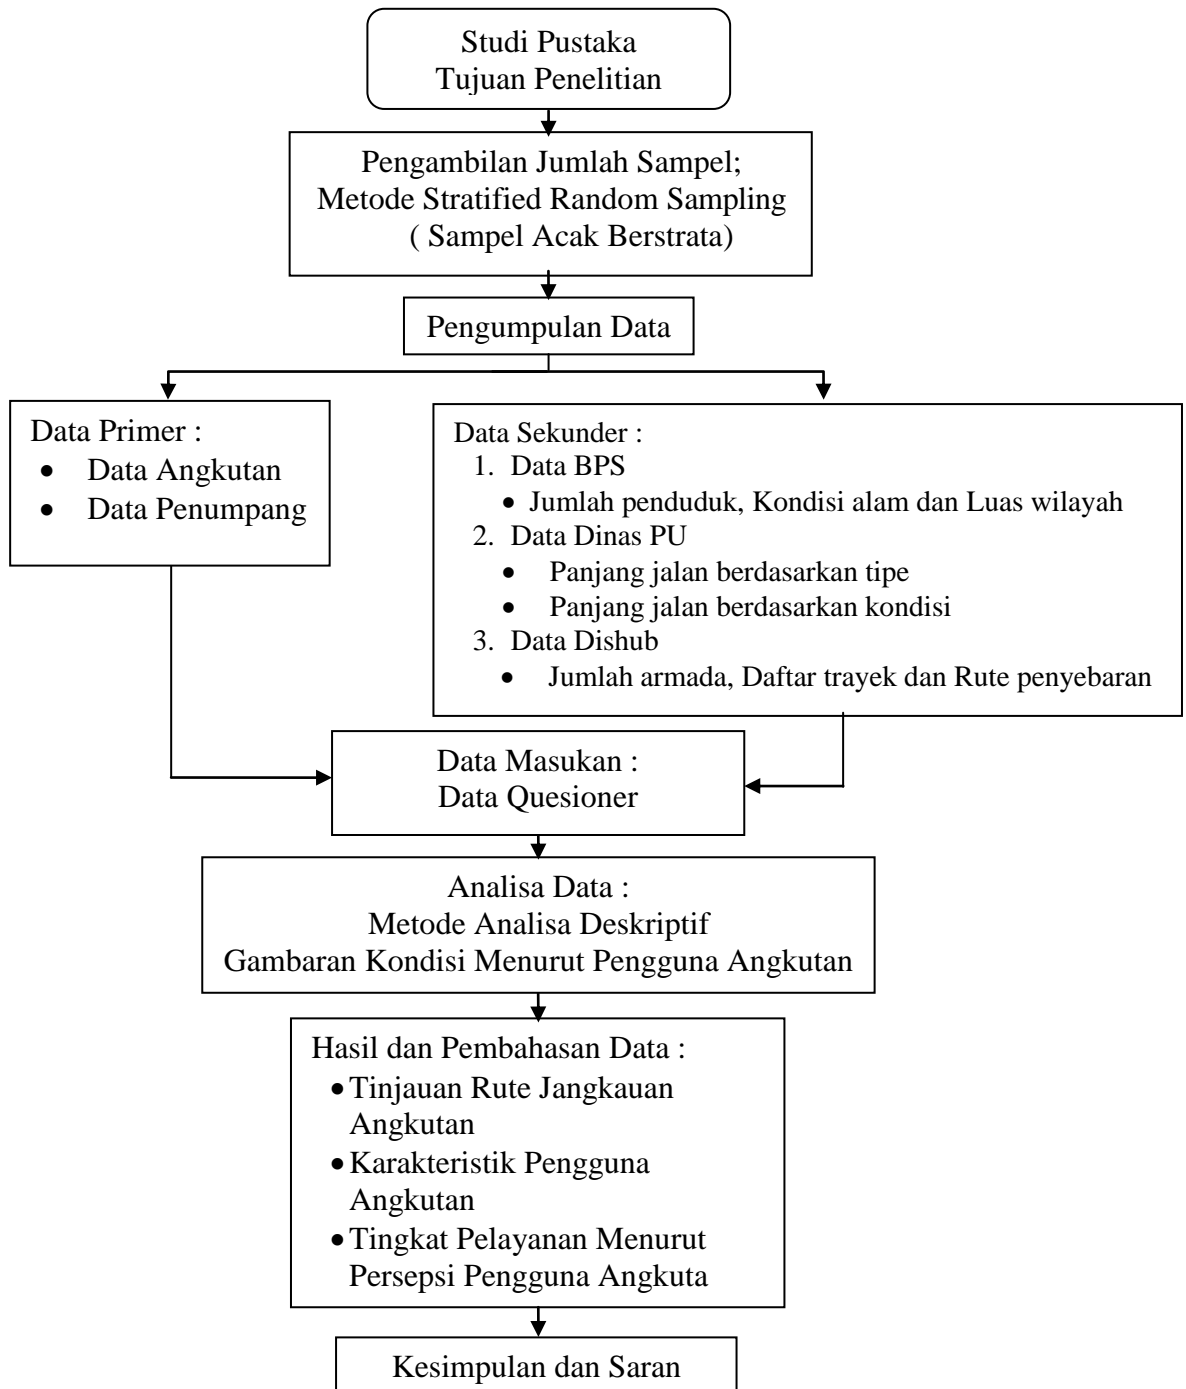 Studi Pustaka
Tujuan Penelitian
Pengambilan Jumlah Sampel;
Metode Stratified Random Sampling
( Sampel Acak Berstrata)
Pengumpulan Data
Data Primer :
• Data Angkutan
• Data Penumpang
Data Sekunder :
1. Data BPS
• Jumlah penduduk, Kondisi alam dan Luas wilayah
2. Data Dinas PU
• Panjang jalan berdasarkan tipe
• Panjang jalan berdasarkan kondisi
3. Data Dishub
• Jumlah armada, Daftar trayek dan Rute penyebaran
Data Masukan :
Data Quesioner
Analisa Data :
Metode Analisa Deskriptif
Gambaran Kondisi Menurut Pengguna Angkutan
Hasil dan Pembahasan Data :
• Tinjauan Rute Jangkauan
Angkutan
• Karakteristik Pengguna
Angkutan
• Tingkat Pelayanan Menurut
Persepsi Pengguna Angkuta
Kesimpulan dan Saran